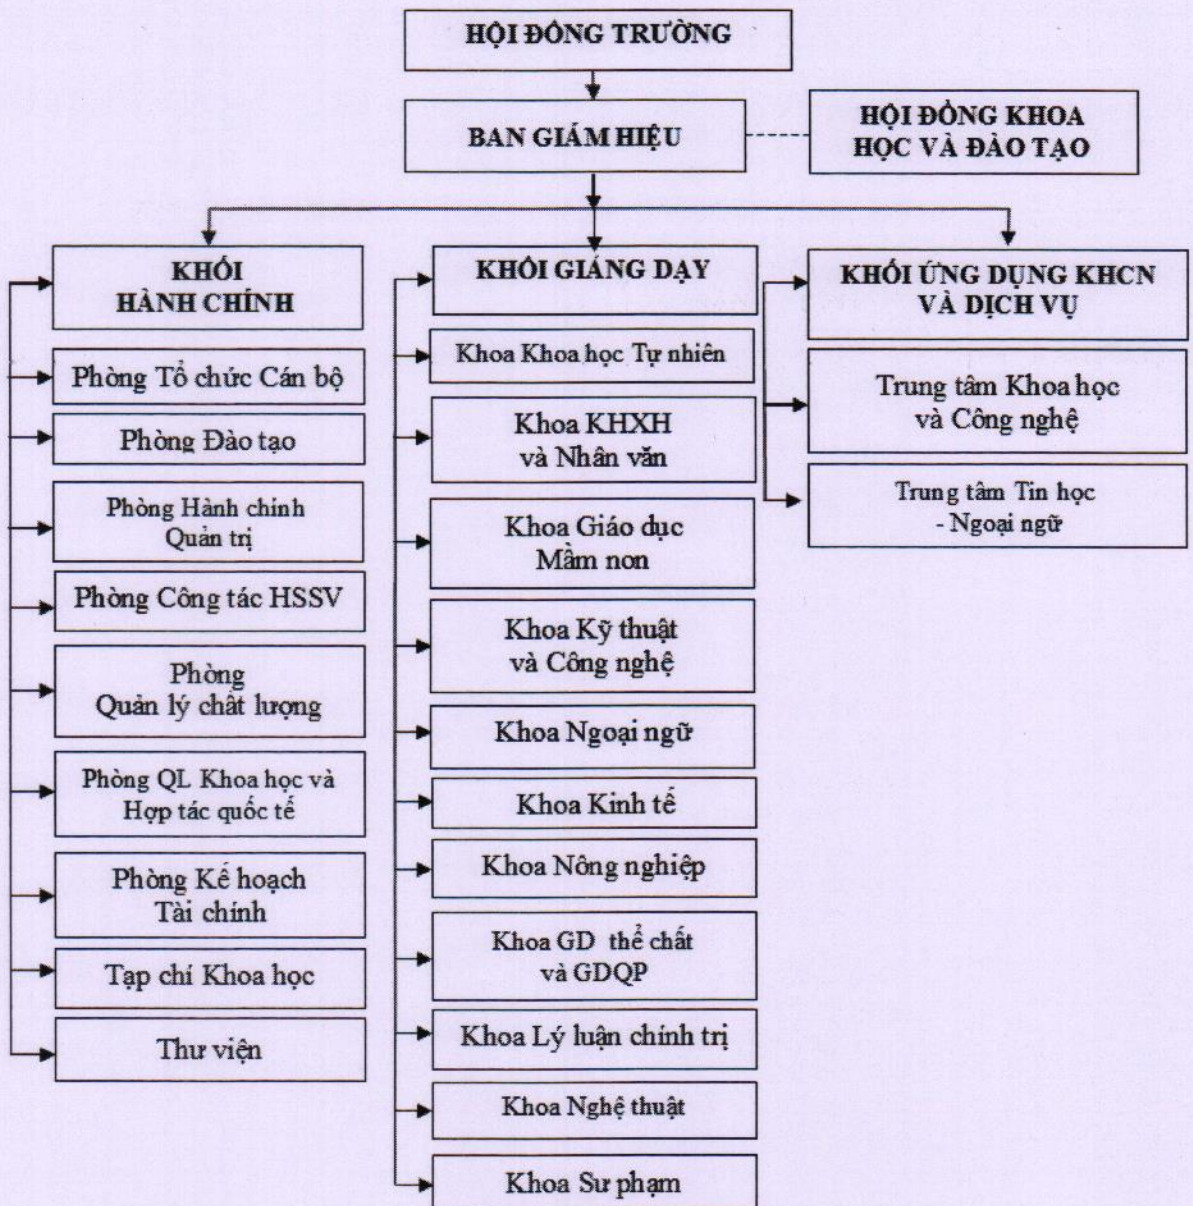 HỘI ĐỒNG TRƯỜNG
BAN GIÁM HIỆU
HỘI ĐỒNG KHOA
HỌC VÀ ĐÀO TẠO
KHỐI
HÀNH CHÍNH
Phòng Tổ chức Cán bộ
Phòng Đào tạo
Phòng Hành chính
Quản trị
Phòng Công tác HSSV
Phòng
Quản lý chất lượng
Phòng QL Khoa học và
Hợp tác quốc tế
Phòng Kế hoạch
Tài chính
Tạp chí Khoa học
Thư viện
KHỐI GIẢNG DẠY
Khoa Khoa học Tự nhiên
Khoa KHXH
và Nhân văn
Khoa Giáo dục
Mầm non
Khoa Kỹ thuật
và Công nghệ
Khoa Ngoại ngữ
Khoa Kinh tế
Khoa Nông nghiệp
Khoa GD thể chất
và GDQP
Khoa Lý luận chính trị
Khoa Nghệ thuật
Khoa Sư phạm
KHỐI ỨNG DỤNG KHCN
VÀ DỊCH VỤ
Trung tâm Khoa học
và Công nghệ
Trung tâm Tin học
- Ngoại ngữ